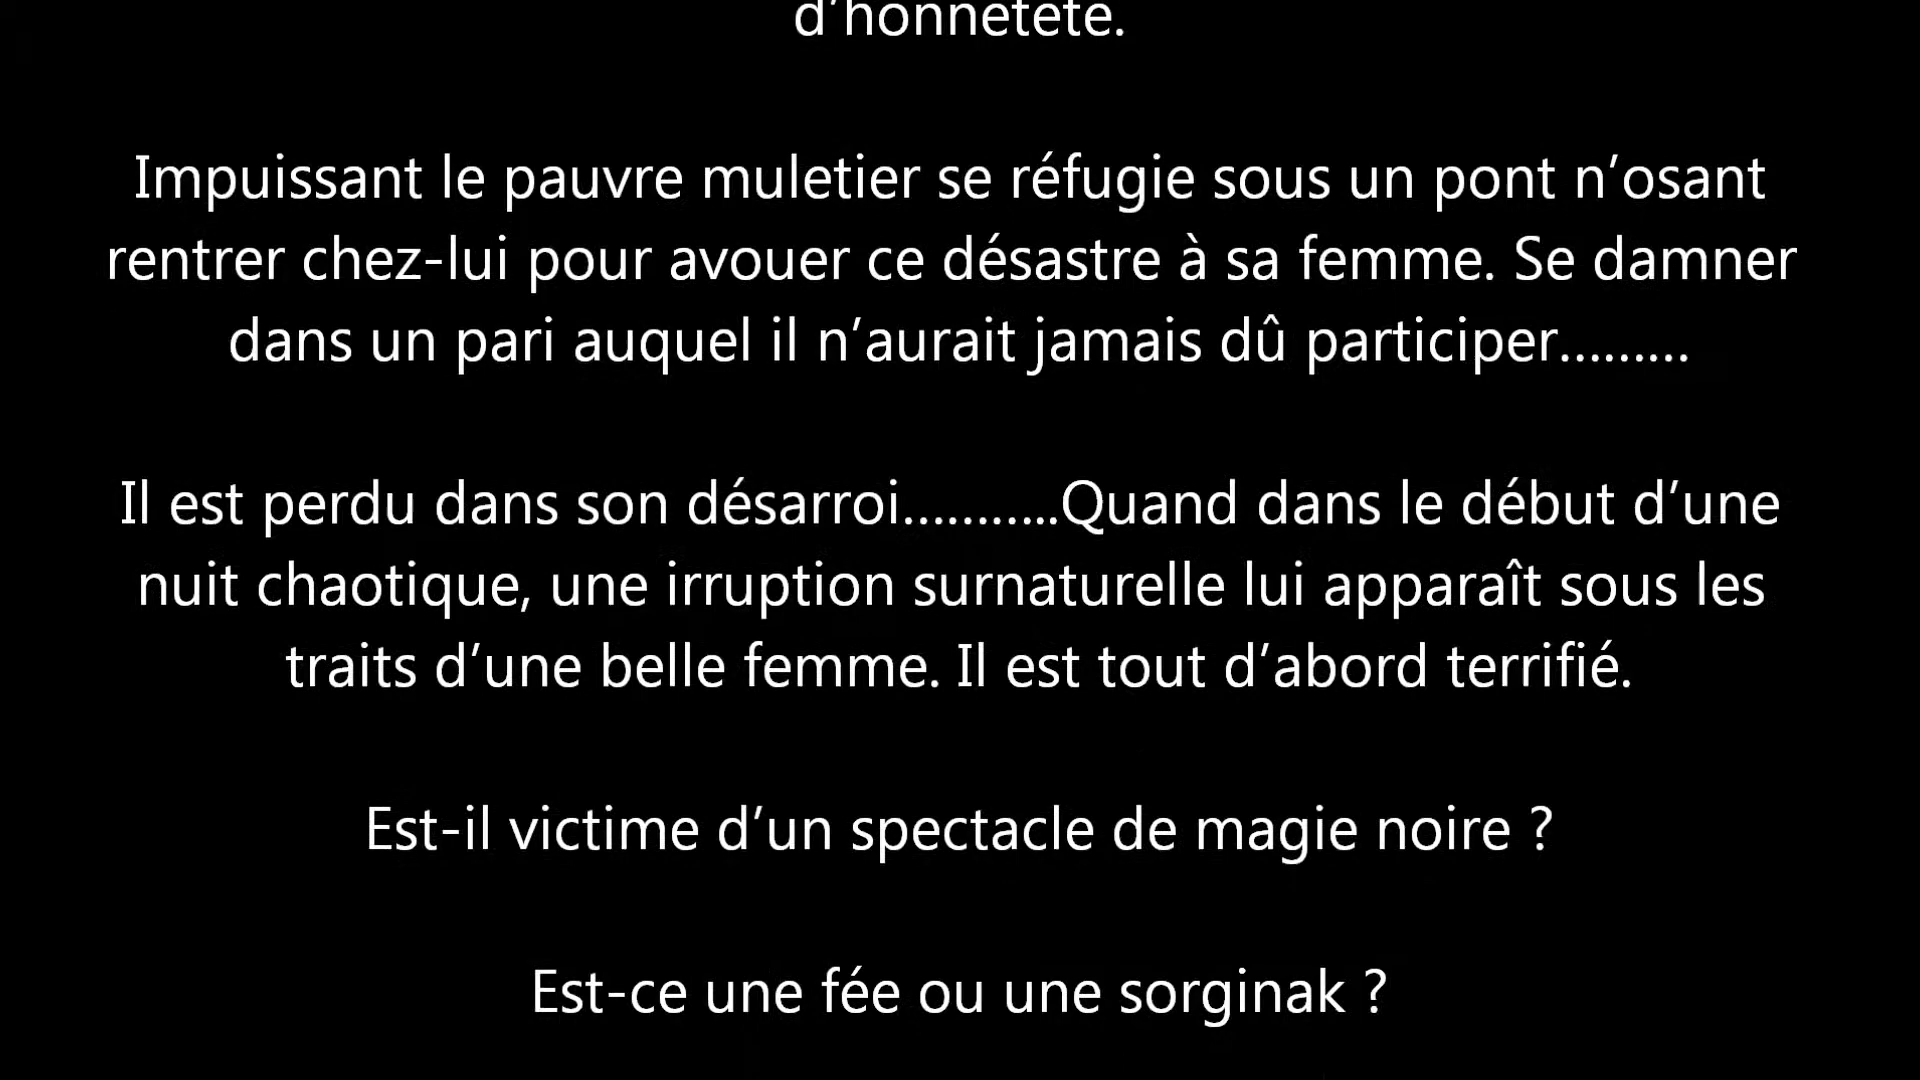 d’honnêteté.
Impuissant le pauvre muletier se réfugie sous un pont n’osant
rentrer chez-lui pour avouer ce désastre à sa femme. Se damner
dans un pari auquel il n’aurait jamais dû participer.........
Il est perdu dans son désarroi...........Quand dans le début d’une
nuit chaotique, une irruption surnaturelle lui apparaît sous les
traits d’une belle femme. Il est tout d’abord terrifié.
Est-il victime d’un spectacle de magie noire ?
Est-ce une fée ou une sorginak ?